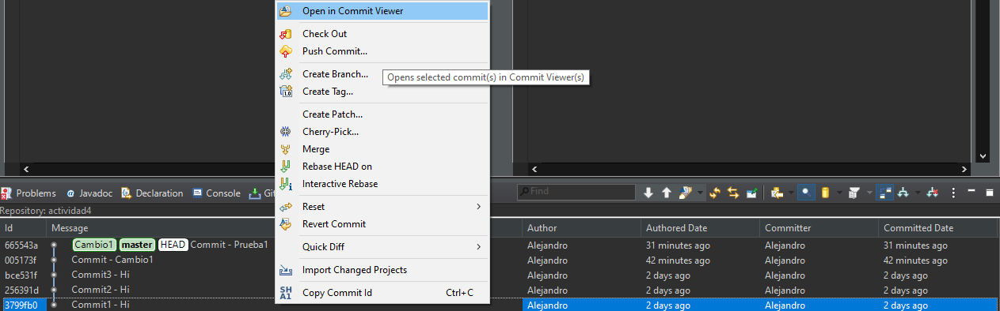 Open in Commit Viewer
Check Out
Push Commit...
Create Branch...
Opens selected commit(s) in Commit Viewer(s)
Create Tag...
Create Patch...
Cherry-Pick...
Merge
Rebase HEAD on
Interactive Rebase
Reset
Revert Commit
Quick Diff
Import Changed Projects
Copy Commit Id Ctrl+C
Problems Javadoc Declaration Console Find
Repository: actividad4
Id Message Author Authored Date Committer Committed Date
665543a Cambio1 master HEAD Commit - Prueba1 Alejandro 31 minutes ago Alejandro 31 minutes ago
005173f Commit - Cambio1 Alejandro 42 minutes ago Alejandro 42 minutes ago
bce531f Commit3 - Hi Alejandro 2 days ago Alejandro 2 days ago
256391d Commit2 - Hi Alejandro 2 days ago Alejandro 2 days ago
3799fb0 Commit1 - Hi Alejandro 2 days ago Alejandro 2 days ago